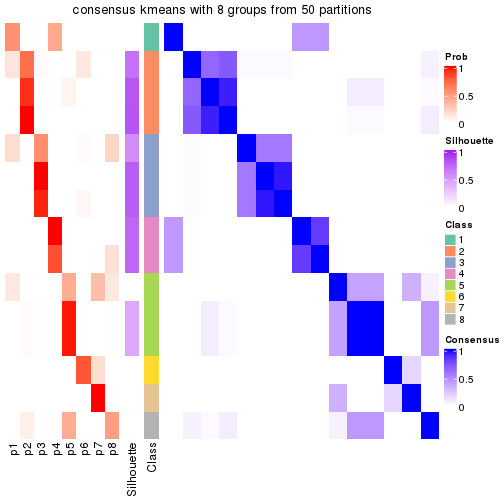 consensus kmeans with 8 groups from 50 partitions
Prob
1
0.5
0
Silhouette
1
0.5
0
Class
1
2
3
4
5
6
7
8
Consensus
1
0.5
0
p1
p2
p3
p4
p5
p6
p7
p8
Silhouette
Class